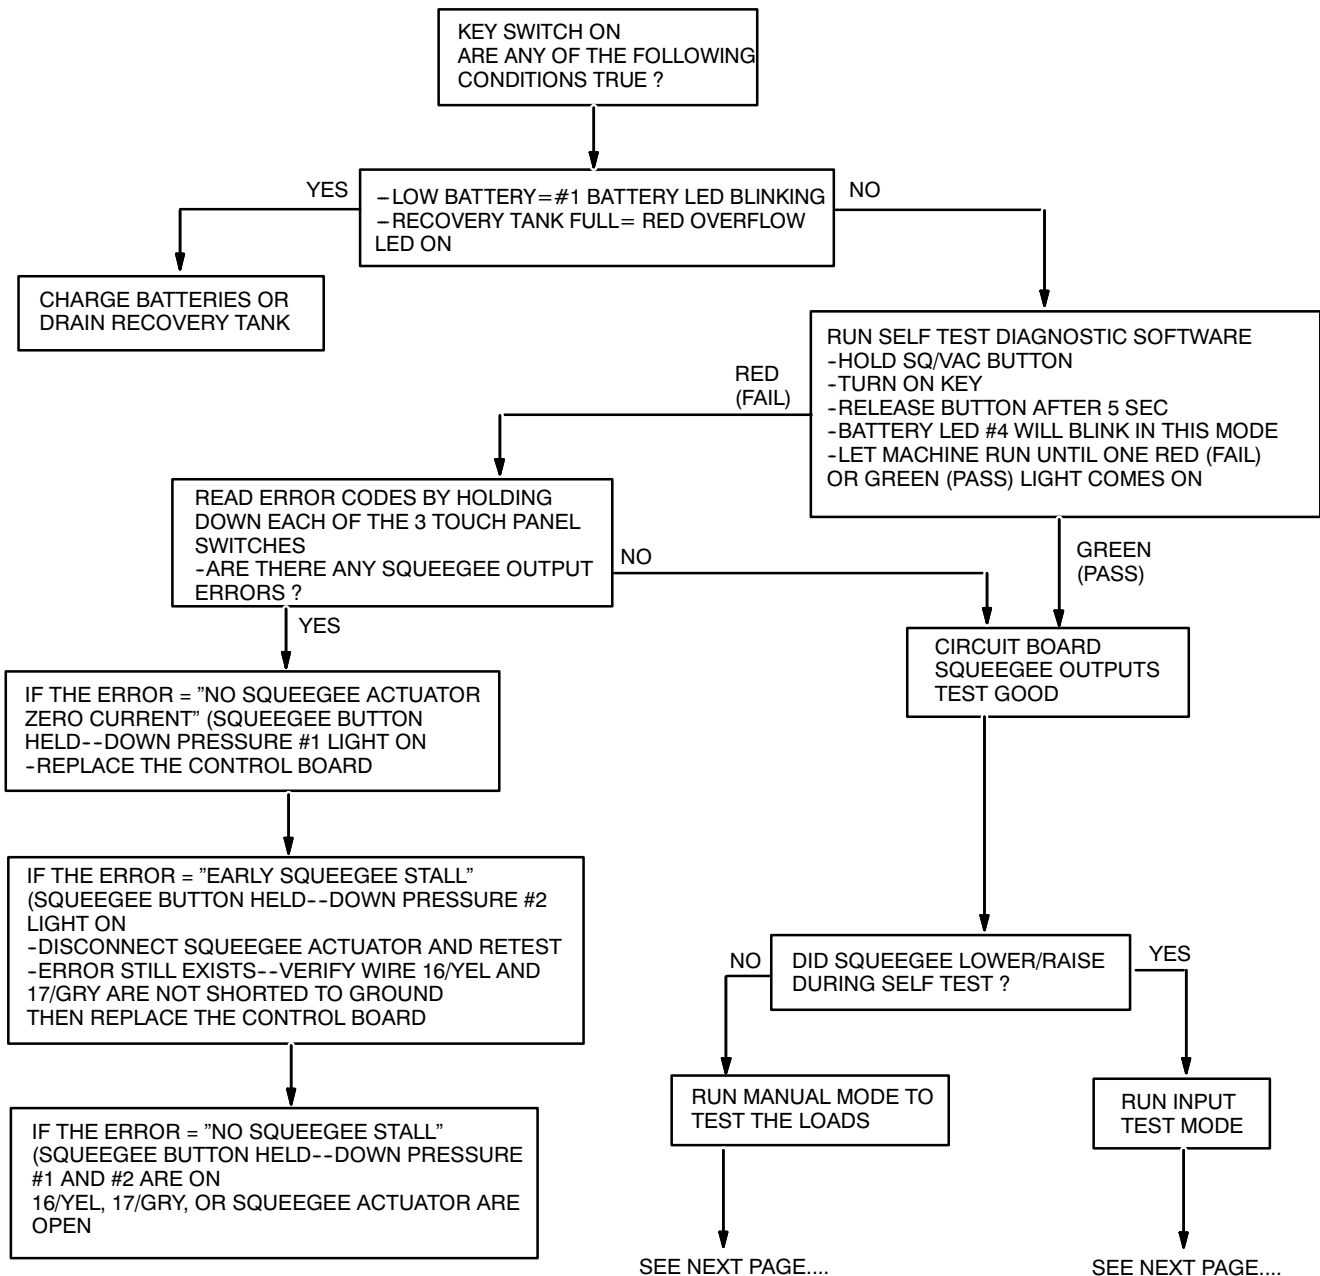 KEY SWITCH ON
ARE ANY OF THE FOLLOWING
CONDITIONS TRUE ?
YES
--LOW BATTERY=#1 BATTERY LED BLINKING
--RECOVERY TANK FULL= RED OVERFLOW
LED ON
NO
CHARGE BATTERIES OR
DRAIN RECOVERY TANK
RUN SELF TEST DIAGNOSTIC SOFTWARE
-HOLD SQ/VAC BUTTON
-TURN ON KEY
-RELEASE BUTTON AFTER 5 SEC
-BATTERY LED #4 WILL BLINK IN THIS MODE
-LET MACHINE RUN UNTIL ONE RED (FAIL)
OR GREEN (PASS) LIGHT COMES ON
RED
(FAIL)
READ ERROR CODES BY HOLDING
DOWN EACH OF THE 3 TOUCH PANEL
SWITCHES
-ARE THERE ANY SQUEEGEE OUTPUT
ERRORS ?
NO
GREEN
(PASS)
YES
CIRCUIT BOARD
SQUEEGEE OUTPUTS
TEST GOOD
IF THE ERROR = ”NO SQUEEGEE ACTUATOR
ZERO CURRENT” (SQUEEGEE BUTTON
HELD--DOWN PRESSURE #1 LIGHT ON
-REPLACE THE CONTROL BOARD
IF THE ERROR = ”EARLY SQUEEGEE STALL”
(SQUEEGEE BUTTON HELD--DOWN PRESSURE #2
LIGHT ON
-DISCONNECT SQUEEGEE ACTUATOR AND RETEST
-ERROR STILL EXISTS--VERIFY WIRE 16/YEL AND
17/GRY ARE NOT SHORTED TO GROUND
THEN REPLACE THE CONTROL BOARD
NO
DID SQUEEGEE LOWER/RAISE
DURING SELF TEST ?
YES
IF THE ERROR = ”NO SQUEEGEE STALL”
(SQUEEGEE BUTTON HELD--DOWN PRESSURE
#1 AND #2 ARE ON
16/YEL, 17/GRY, OR SQUEEGEE ACTUATOR ARE
OPEN
RUN MANUAL MODE TO
TEST THE LOADS
RUN INPUT
TEST MODE
SEE NEXT PAGE....
SEE NEXT PAGE....